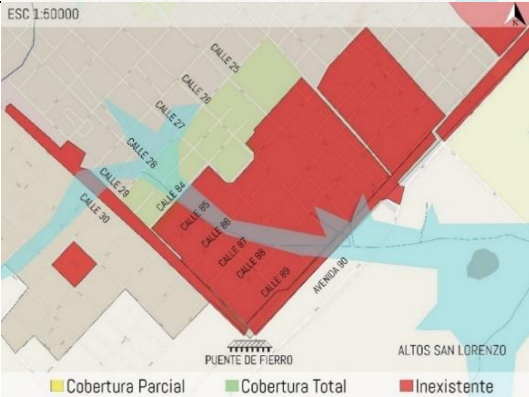 ESC 1:50000
N
CALLE 25
CALLE 26
CALLE 27
CALLE 28
CALLE 29
CALLE 30
CALLE 84
CALLE 85
CALLE 86
CALLE 87
CALLE 88
CALLE 89
AVENIDA 90
PUENTE DE FIERRO
ALTOS SAN LORENZO
Cobertura Parcial
Cobertura Total
Inexistente